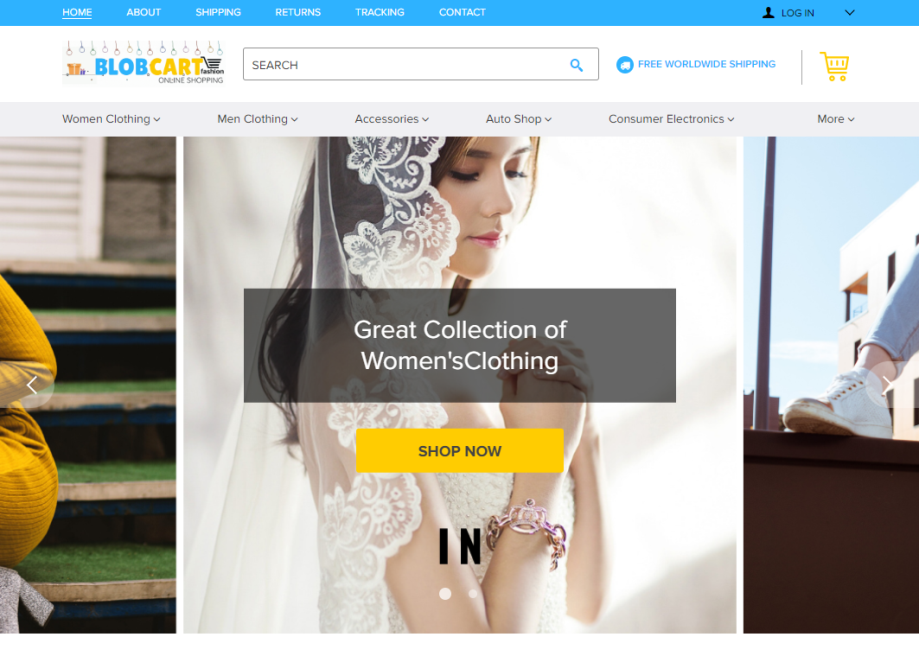 HOME ABOUT SHIPPING RETURNS TRACKING CONTACT LOG IN
BLOBCART
fashion
ONLINE SHOPPING
SEARCH
FREE WORLDWIDE SHIPPING
Women Clothing Men Clothing Accessories Auto Shop Consumer Electronics More
Great Collection of
Women'sClothing
SHOP NOW
IN